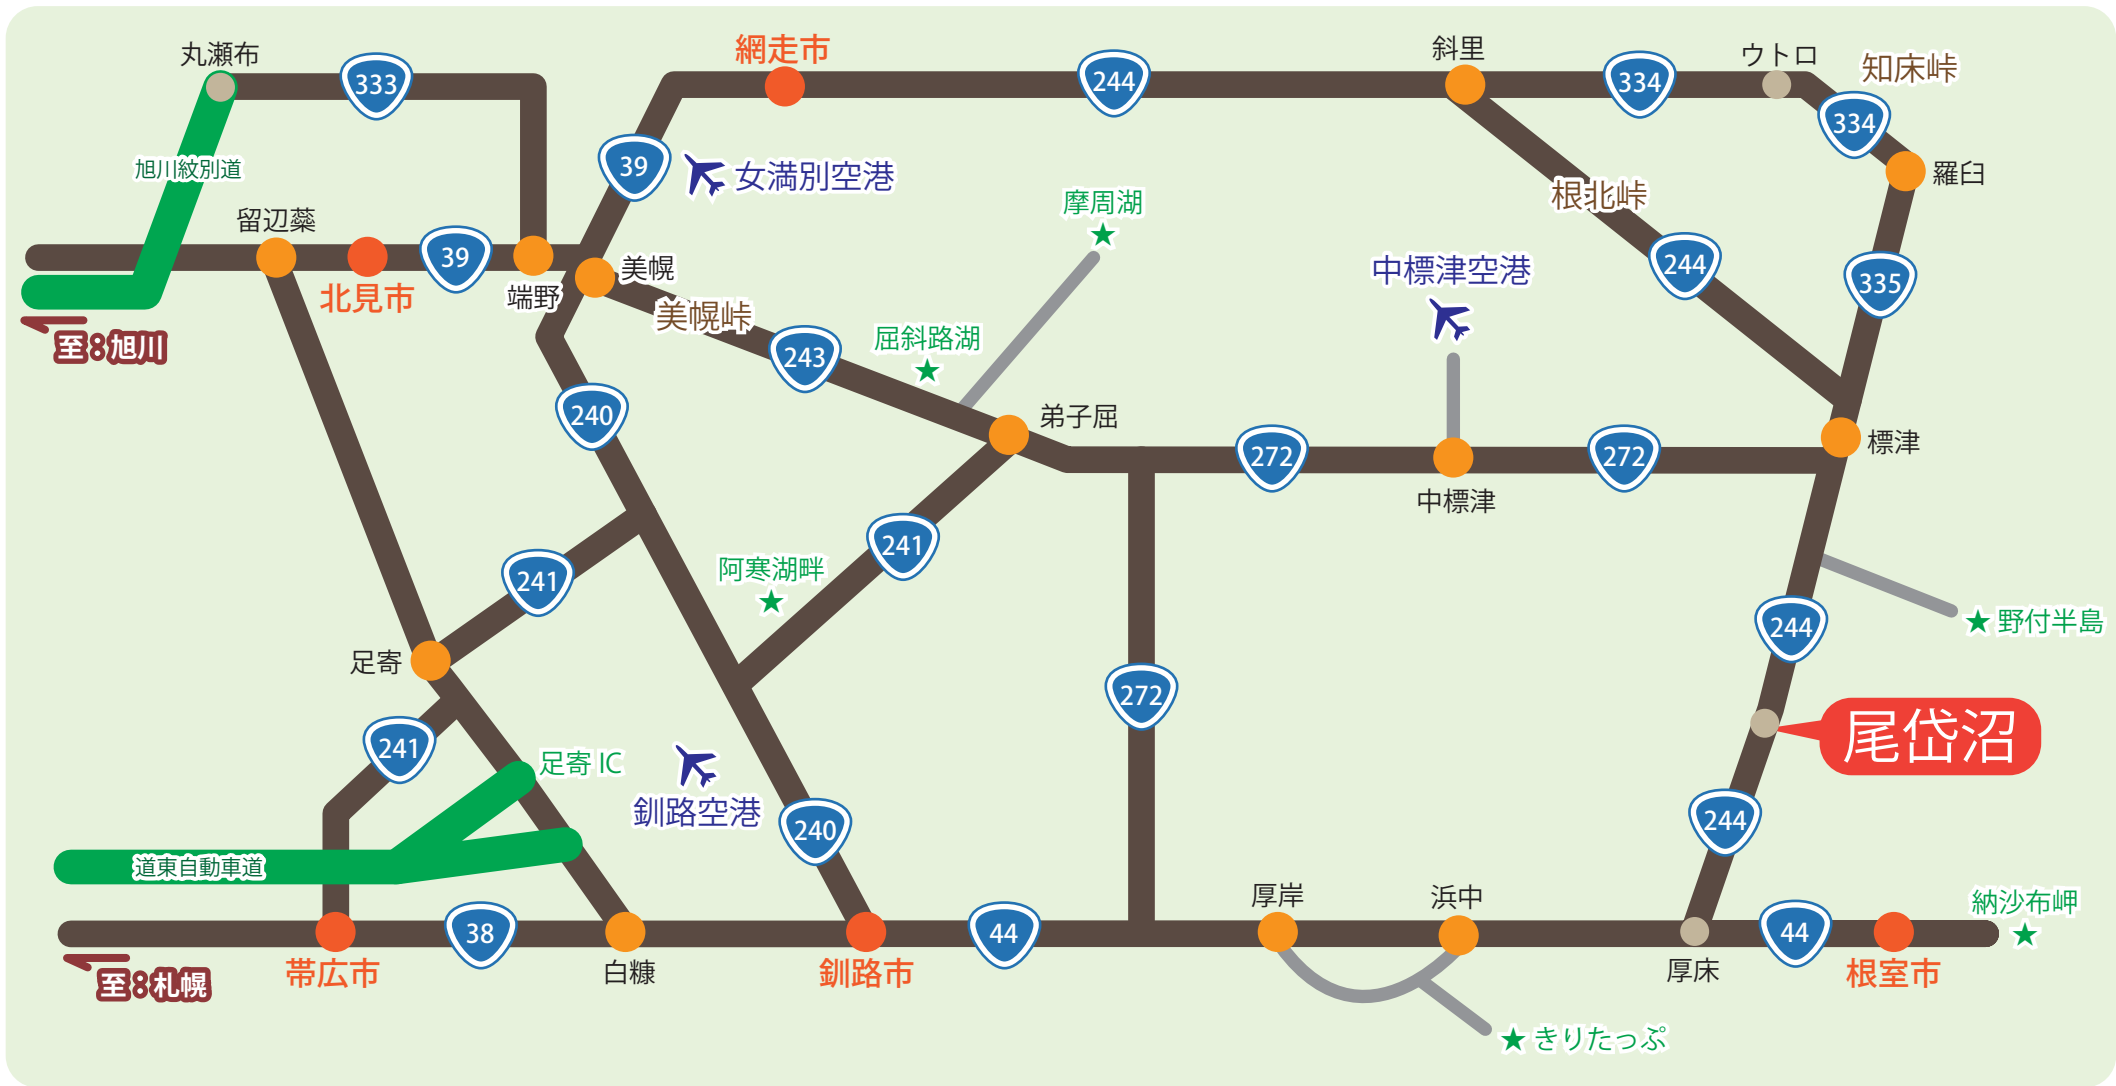 丸瀬布
333
網走市
244
斜里
334
ウトロ
知床峠
334
羅臼
旭川紋別道
39
女満別空港
摩周湖
根北峠
留辺蘂
39
北見市
端野
美幌
美幌峠
中標津空港
244
335
至∞旭川
243
屈斜路湖
240
弟子屈
272
中標津
272
標津
241
阿寒湖畔
241
244
野付半島
足寄
272
尾岱沼
241
足寄 IC
釧路空港
240
244
道東自動車道
38
44
厚岸
浜中
44
納沙布岬
至∞札幌
帯広市
白糠
釧路市
厚床
根室市
きりたっぷ